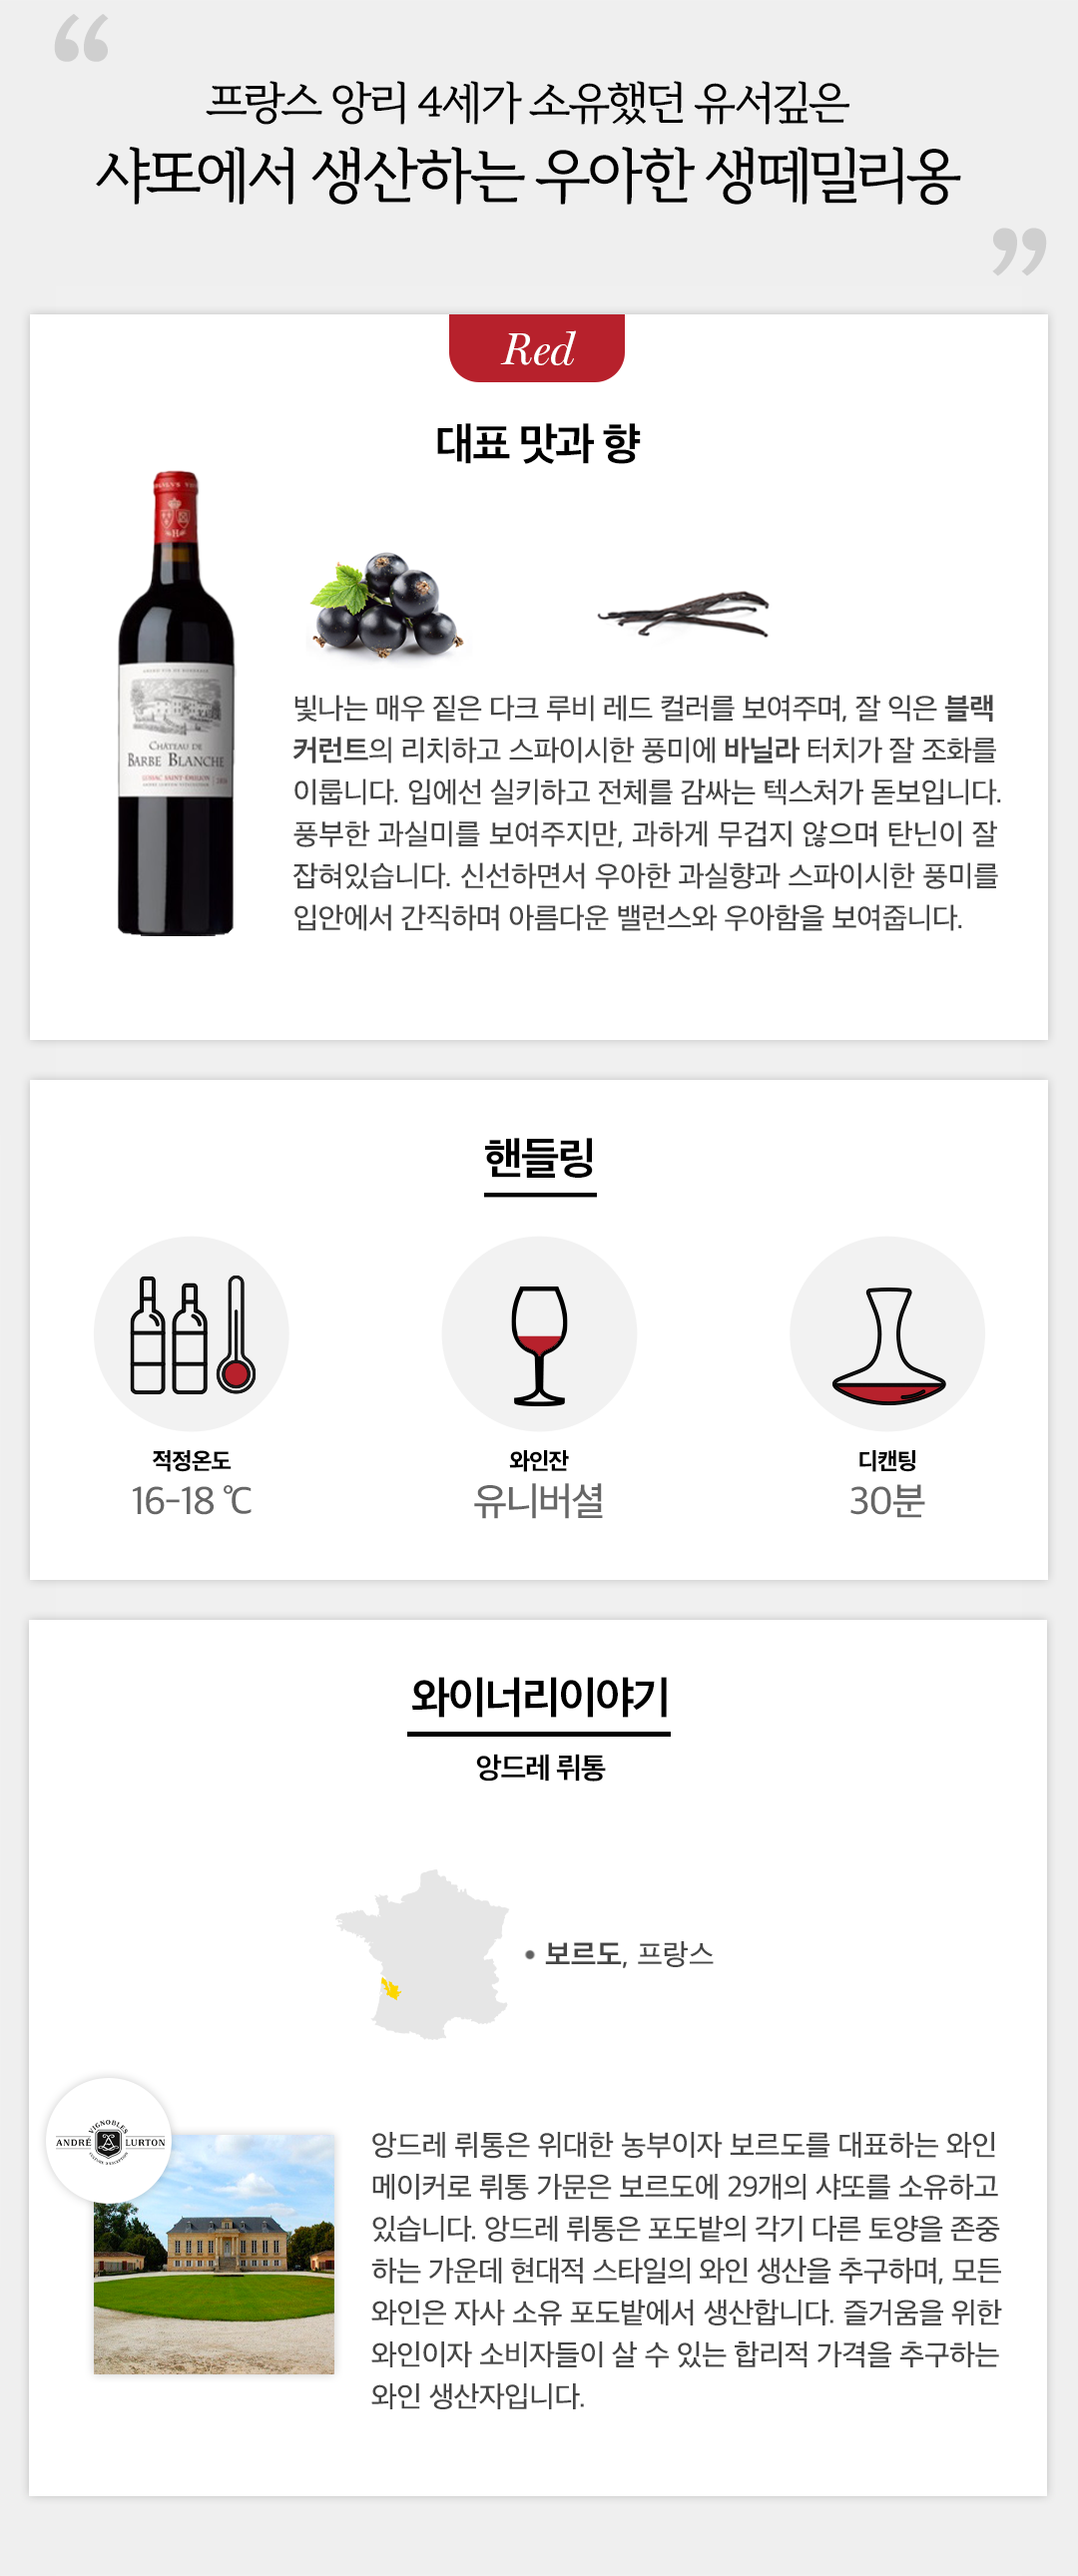 “
프랑스 앙리 4세가 소유했던 유서깊은
샤또에서 생산하는 우아한 생떼밀리옹
”
Red
대표 맛과 향
CHÂTEAU DE
BARBE BLANCHE
LUSSAC SAINT-ÉMILION
빛나는 매우 짙은 다크 루비 레드 컬러를 보여주며, 잘 익은 블랙
커런트의 리치하고 스파이시한 풍미에 바닐라 터치가 잘 조화를
이룹니다. 입에선 실키하고 전체를 감싸는 텍스처가 돋보입니다.
풍부한 과실미를 보여주지만, 과하게 무겁지 않으며 탄닌이 잘
잡혀있습니다. 신선하면서 우아한 과실향과 스파이시한 풍미를
입안에서 간직하며 아름다운 밸런스와 우아함을 보여줍니다.
핸들링
적정온도
16-18 ℃
와인잔
유니버셜
디캔팅
30분
와이너리이야기
앙드레 뤼통
• 보르도, 프랑스
VIGNOBLES
ANDRÉ LURTON
앙드레 뤼통은 위대한 농부이자 보르도를 대표하는 와인
메이커로 뤼통 가문은 보르도에 29개의 샤또를 소유하고
있습니다. 앙드레 뤼통은 포도밭의 각기 다른 토양을 존중
하는 가운데 현대적 스타일의 와인 생산을 추구하며, 모든
와인은 자사 소유 포도밭에서 생산합니다. 즐거움을 위한
와인이자 소비자들이 살 수 있는 합리적 가격을 추구하는
와인 생산자입니다.